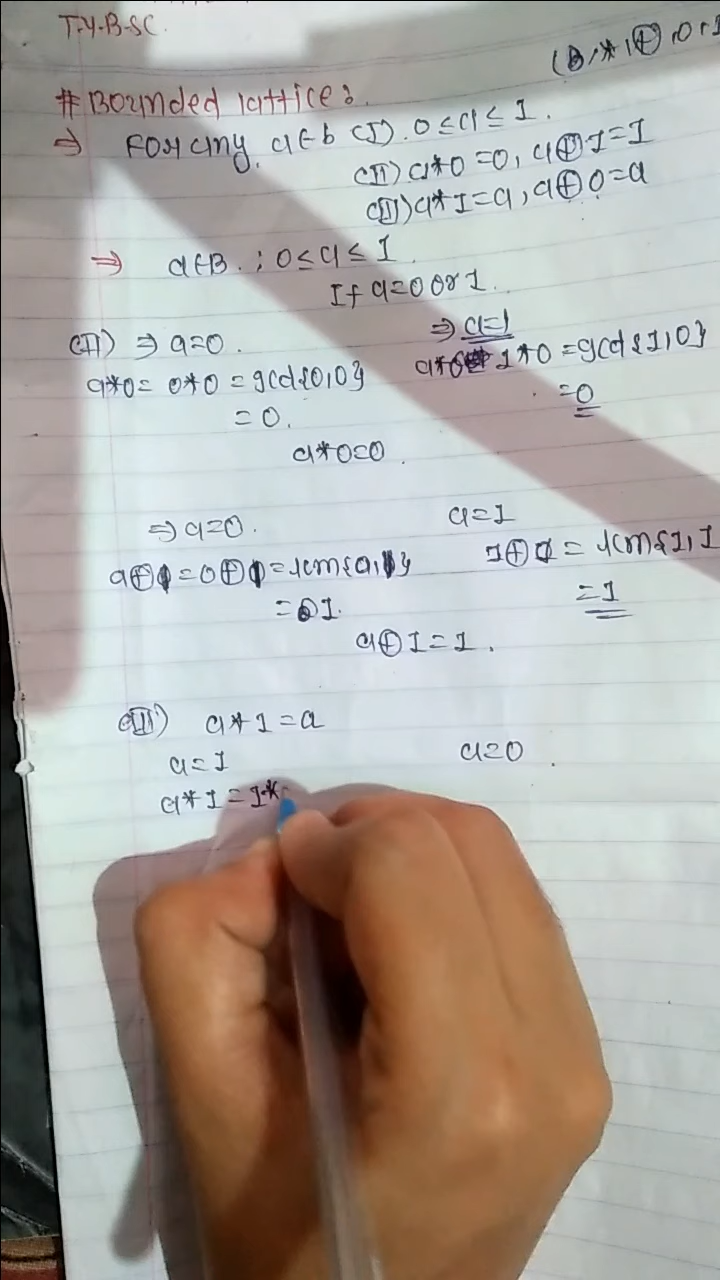 T.Y.B.SC.
(B,*,⊕,0,1
# Bounded lattice:
⇒ For any a∈b (I) 0≤a≤1.
(II) a*0=0, a⊕1=1
(III) a*1=a, a⊕0=a
⇒ a∈B.; 0≤a≤1
If a=0 or 1.
(II) ⇒ a=0.
a*0= 0*0 = gcd{0,0}
= 0.
⇒ a=1
1*0 = gcd{1,0}
=0
a*0=0.
⇒ a=0.
a⊕1=0⊕1=lcm{0,1}
=1.
a=1
1⊕1 = lcm{1,1
=1
a⊕1=1.
(III) a*1=a
a=1
a*1=1*
a=0